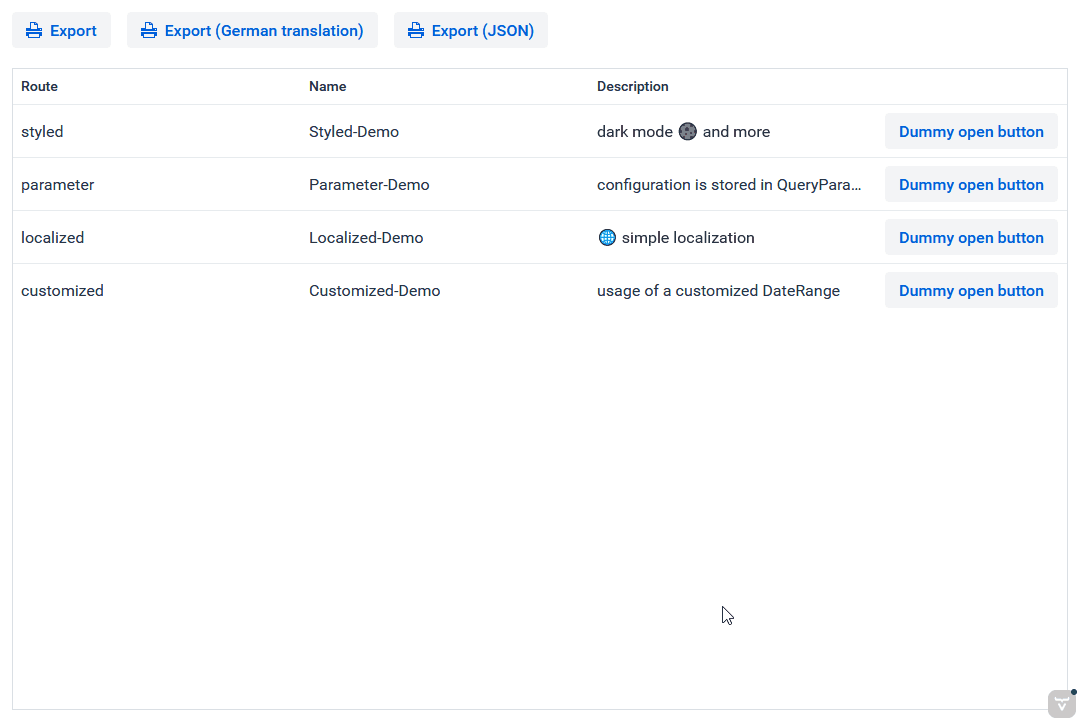 Export Export (German translation) Export (JSON)
Route Name Description
styled Styled-Demo dark mode 🌚 and more Dummy open button
parameter Parameter-Demo configuration is stored in QueryPara... Dummy open button
localized Localized-Demo 🌐 simple localization Dummy open button
customized Customized-Demo usage of a customized DateRange Dummy open button